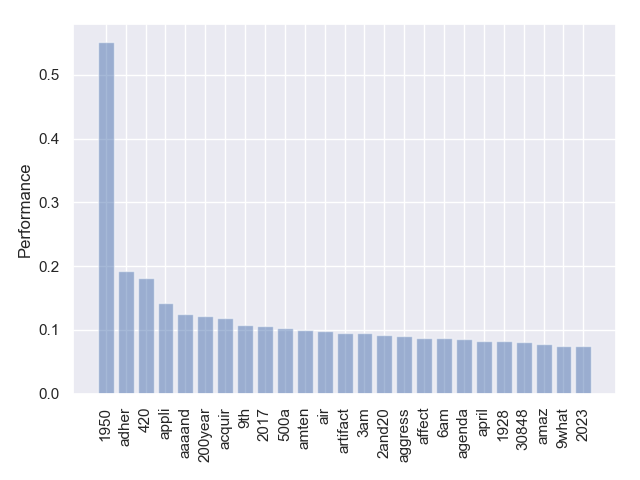 Performance
0.5
0.4
0.3
0.2
0.1
0.0
1950
adher
420
appli
aaaand
200year
acquir
9th
2017
500a
amten
air
artifact
3am
2and20
aggress
affect
6am
agenda
april
1928
30848
amaz
9what
2023